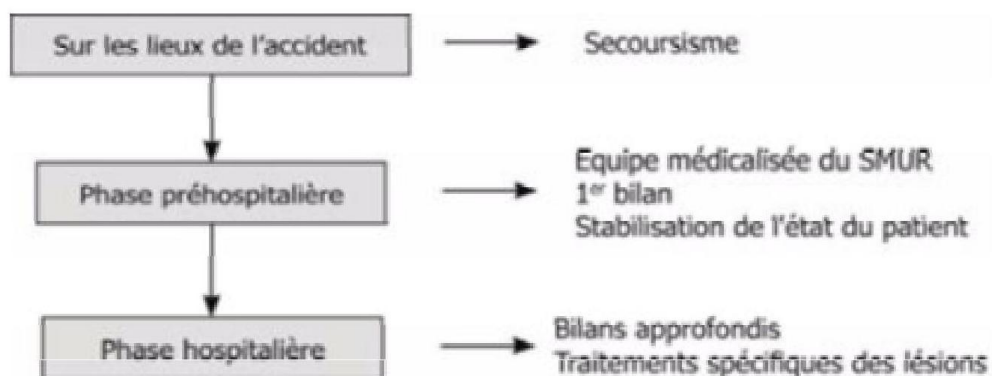 Sur les lieux de l'accident
Secoursisme
Phase préhospitalière
Equipe médicalisée du SMUR
1er bilan
Stabilisation de l'état du patient
Phase hospitalière
Bilans approfondis
Traitements spécifiques des lésions